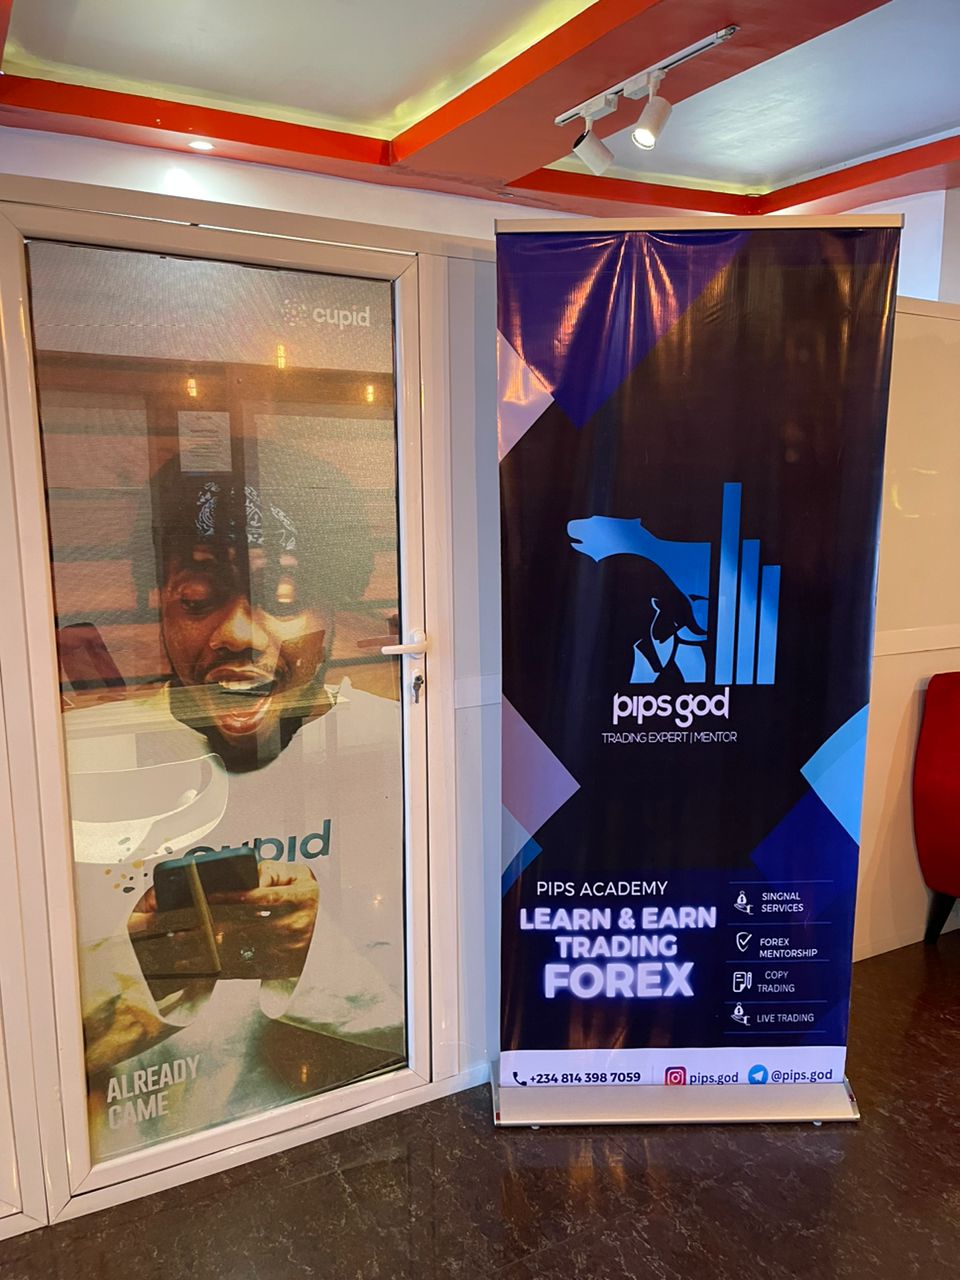 cupid
cupid
ALREADY
CAME
pips god
TRADING EXPERT | MENTOR
PIPS ACADEMY
LEARN & EARN
TRADING
FOREX
SINGNAL
SERVICES
FOREX
MENTORSHIP
COPY
TRADING
LIVE TRADING
+234 814 398 7059
pips.god
@pips.god